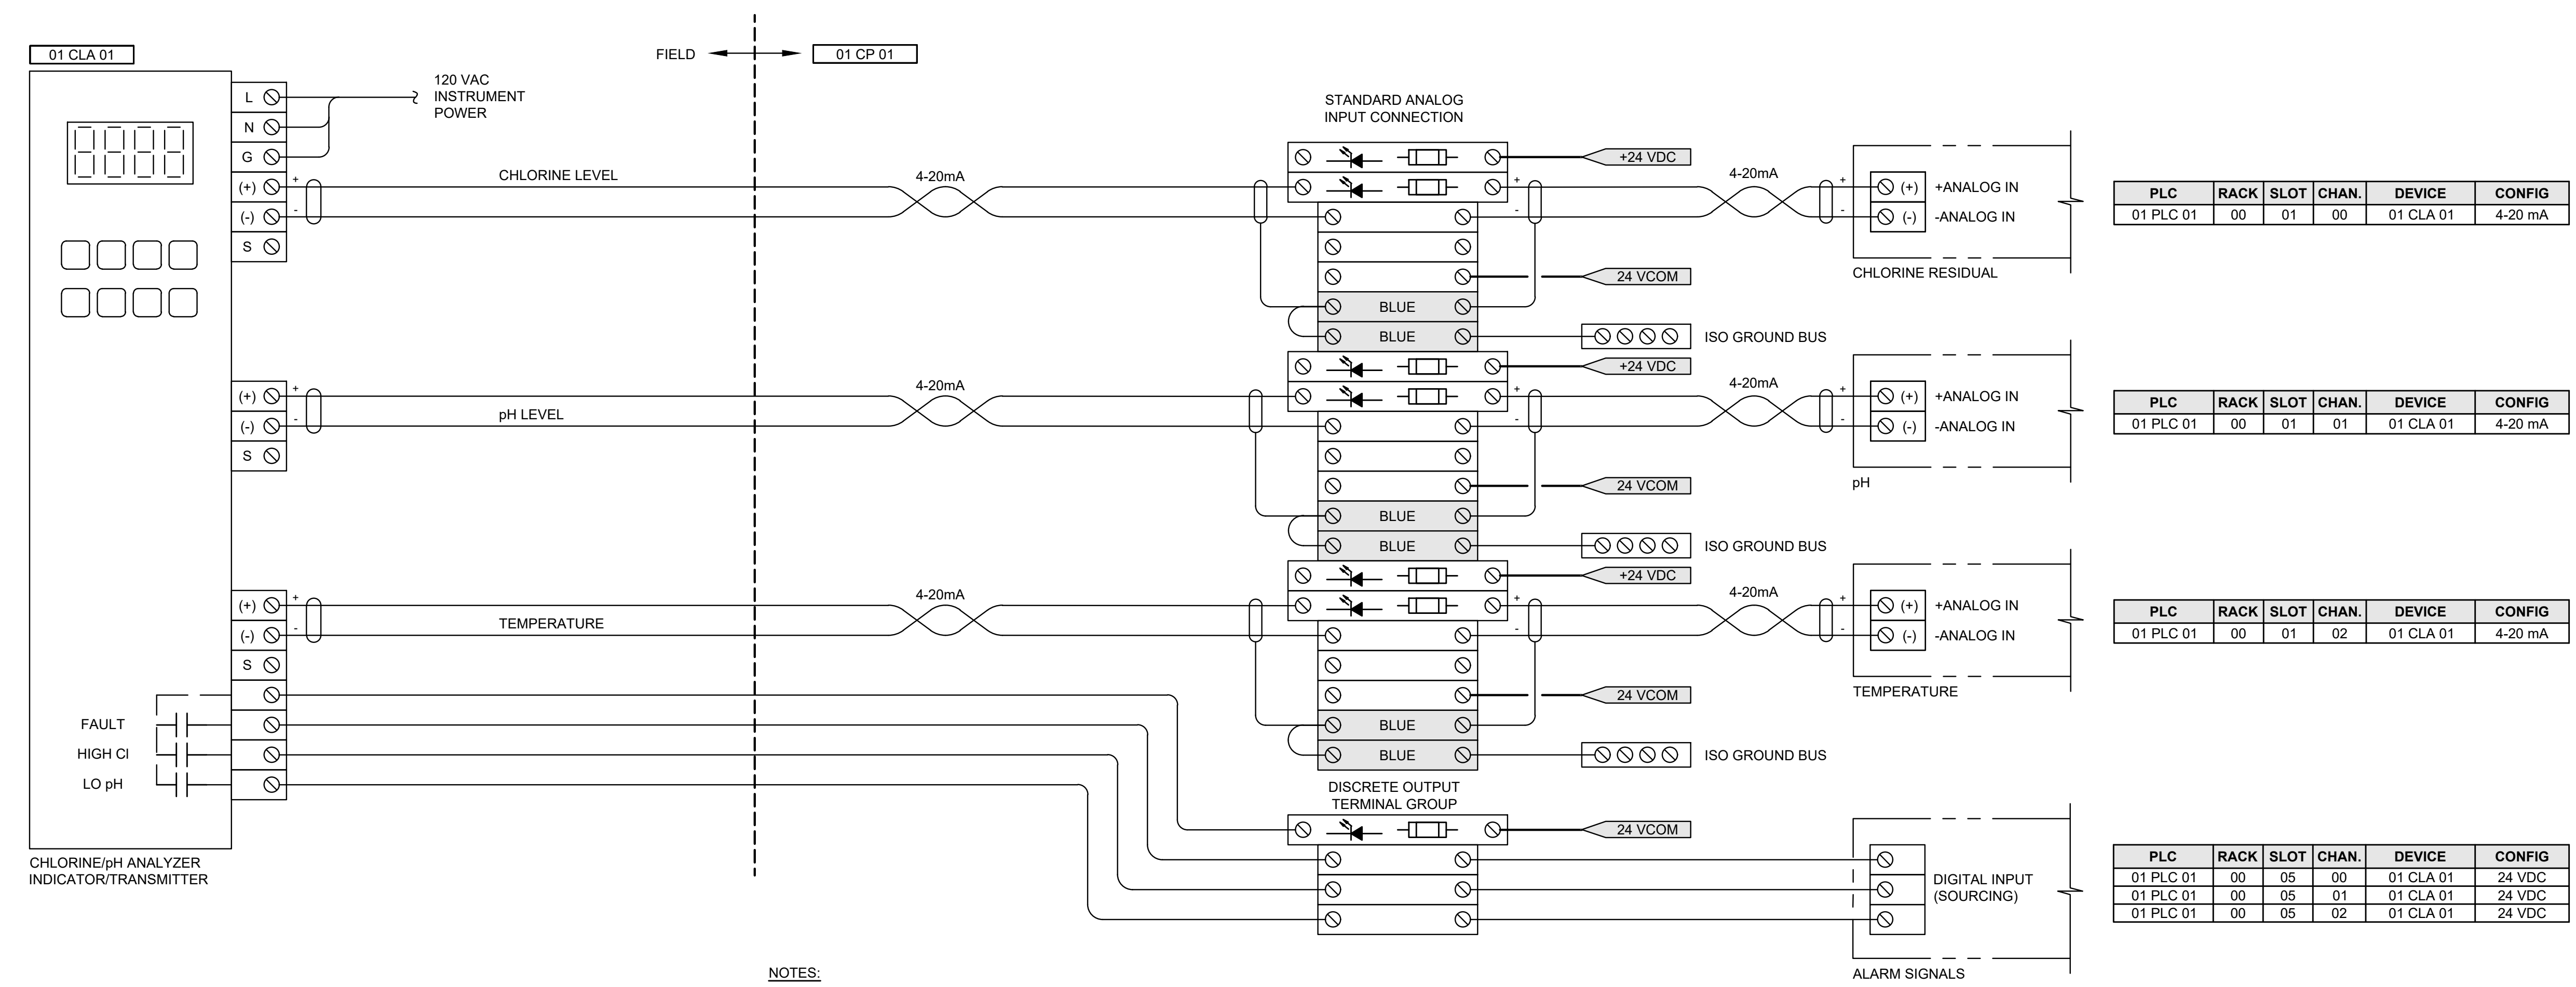 01 CLA 01
FIELD
01 CP 01
120 VAC
INSTRUMENT
POWER
L
N
G
(+)
(-)
S
+
-
CHLORINE LEVEL
4-20mA
STANDARD ANALOG
INPUT CONNECTION
+24 VDC
+
-
4-20mA
+
-
(+) +ANALOG IN
(-) -ANALOG IN
24 VCOM
BLUE
BLUE
ISO GROUND BUS
CHLORINE RESIDUAL
PLC RACK SLOT CHAN. DEVICE CONFIG
01 PLC 01 00 01 00 01 CLA 01 4-20 mA
(+)
(-)
S
+
-
pH LEVEL
4-20mA
+24 VDC
+
-
4-20mA
+
-
(+) +ANALOG IN
(-) -ANALOG IN
24 VCOM
BLUE
BLUE
ISO GROUND BUS
pH
PLC RACK SLOT CHAN. DEVICE CONFIG
01 PLC 01 00 01 01 01 CLA 01 4-20 mA
(+)
(-)
S
+
-
TEMPERATURE
4-20mA
+24 VDC
+
-
4-20mA
+
-
(+) +ANALOG IN
(-) -ANALOG IN
24 VCOM
BLUE
BLUE
ISO GROUND BUS
TEMPERATURE
PLC RACK SLOT CHAN. DEVICE CONFIG
01 PLC 01 00 01 02 01 CLA 01 4-20 mA
FAULT
HIGH Cl
LO pH
CHLORINE/pH ANALYZER
INDICATOR/TRANSMITTER
DISCRETE OUTPUT
TERMINAL GROUP
24 VCOM
DIGITAL INPUT
(SOURCING)
ALARM SIGNALS
PLC RACK SLOT CHAN. DEVICE CONFIG
01 PLC 01 00 05 00 01 CLA 01 24 VDC
01 PLC 01 00 05 01 01 CLA 01 24 VDC
01 PLC 01 00 05 02 01 CLA 01 24 VDC
NOTES: